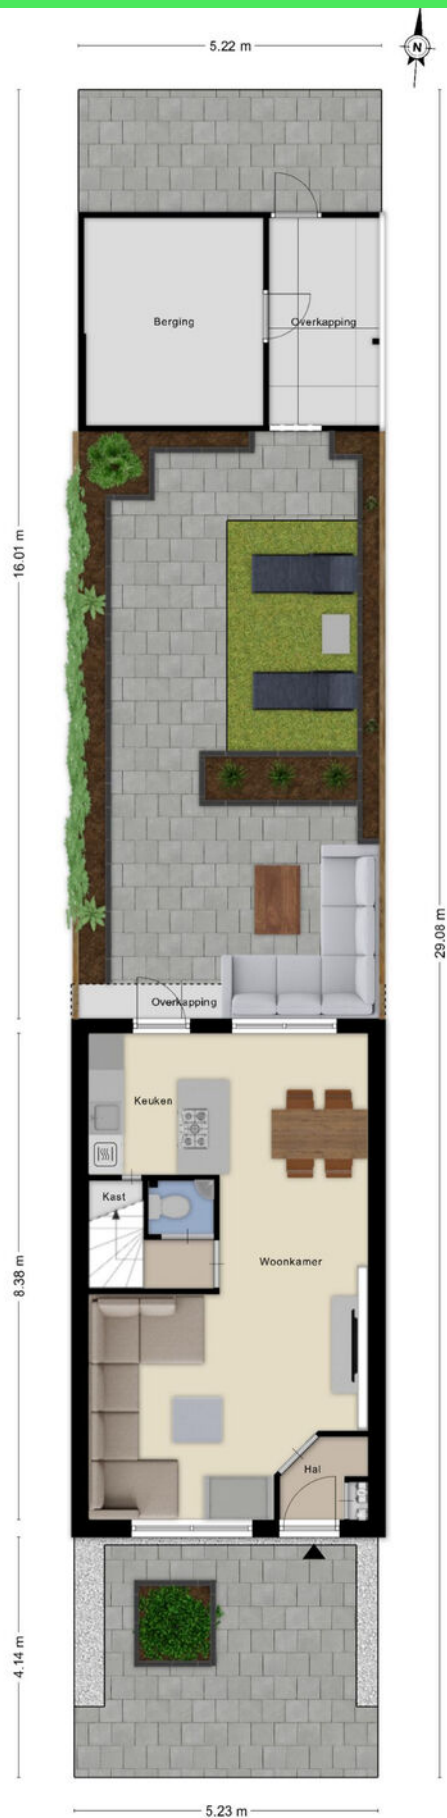 5.22 m
N
Berging
Overkapping
16.01 m
29.08 m
Overkapping
Keuken
Kast
Woonkamer
8.38 m
Hal
4.14 m
5.23 m